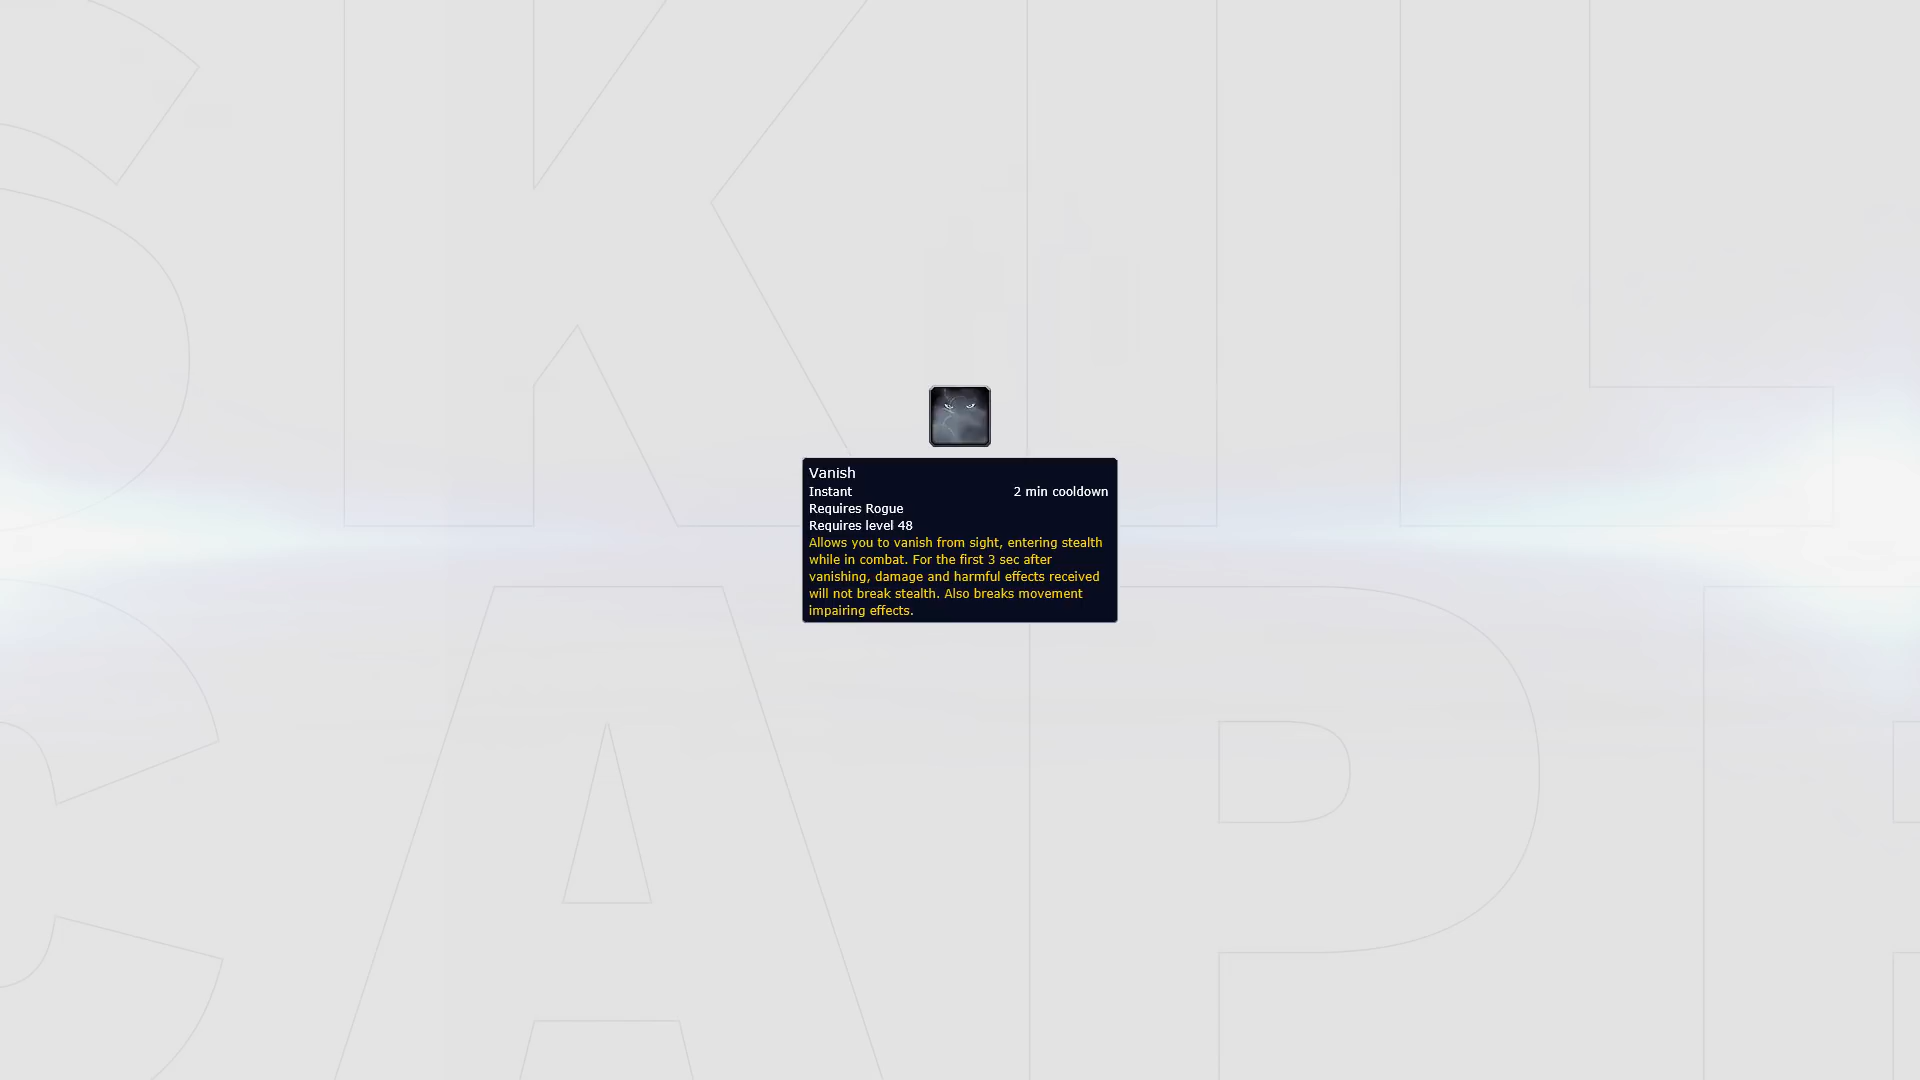 SKILL
CAPE
Vanish
Instant 2 min cooldown
Requires Rogue
Requires level 48
Allows you to vanish from sight, entering stealth
while in combat. For the first 3 sec after
vanishing, damage and harmful effects received
will not break stealth. Also breaks movement
impairing effects.